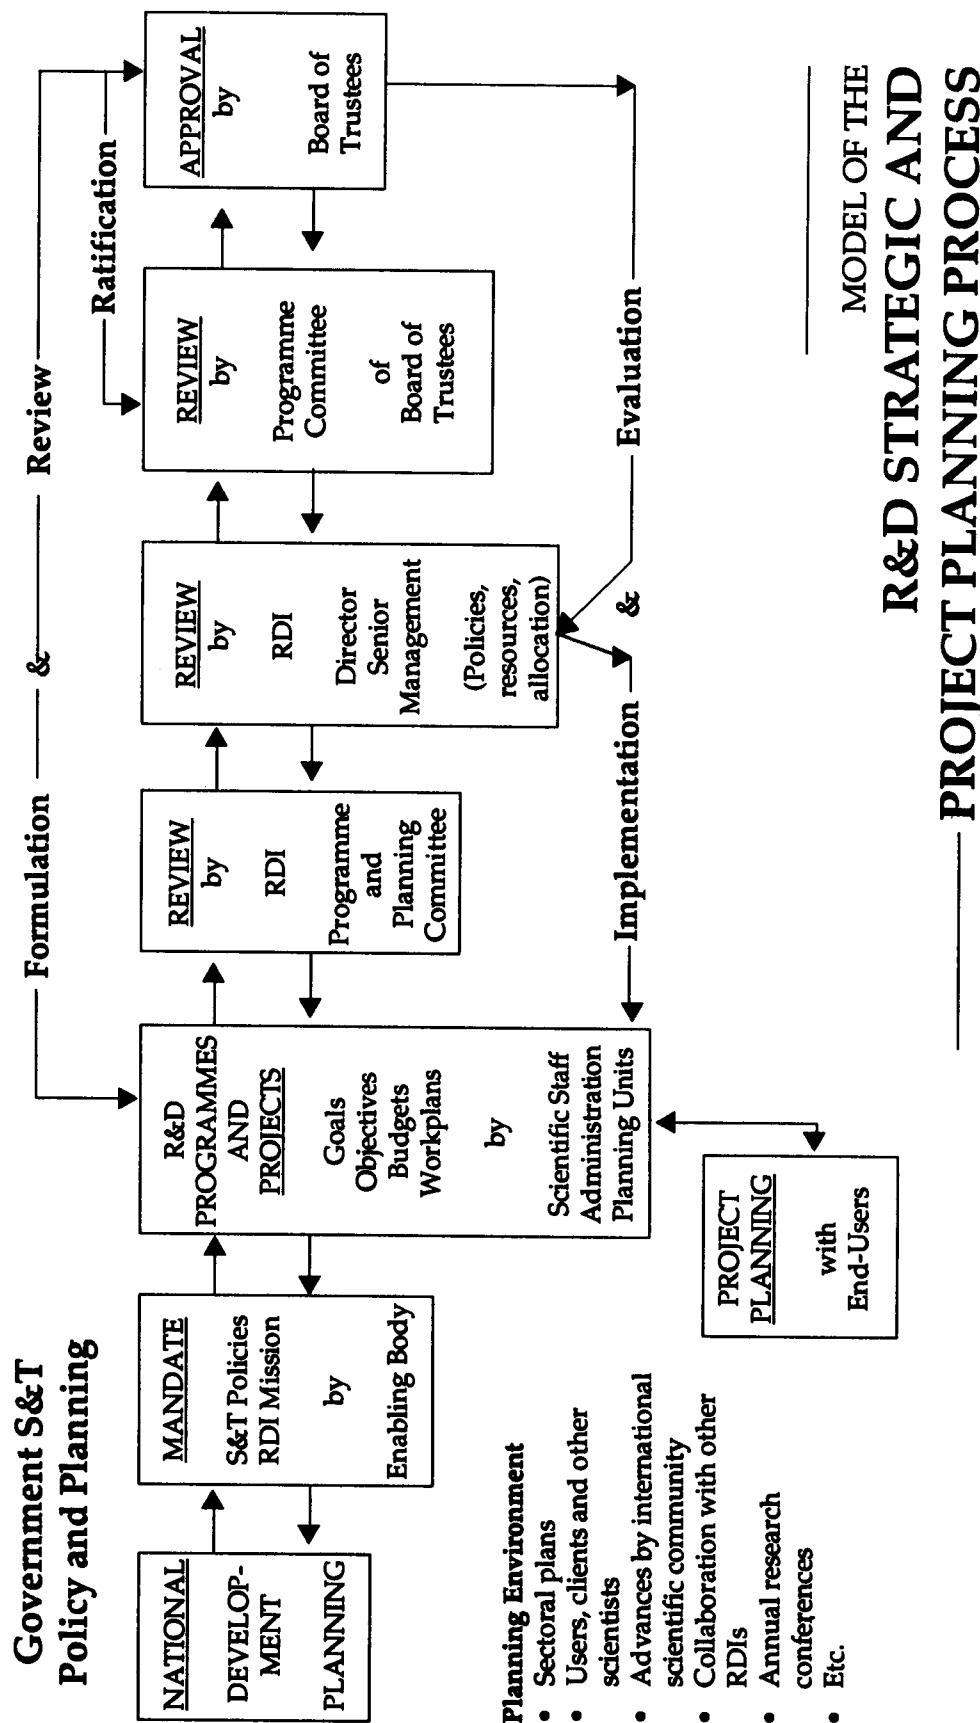 Government S&T
Policy and Planning
Formulation & Review
Ratification
NATIONAL
DEVELOP-
MENT
PLANNING
MANDATE
S&T Policies
RDI Mission
by
Enabling Body
R&D
PROGRAMMES
AND
PROJECTS
Goals
Objectives
Budgets
Workplans
by
Scientific Staff
Administration
Planning Units
REVIEW
by
RDI
Programme
and
Planning
Committee
REVIEW
by
RDI
Director
Senior
Management
(Policies,
resources,
allocation)
REVIEW
by
Programme
Committee
of
Board of
Trustees
APPROVAL
by
Board of
Trustees
Implementation & Evaluation
PROJECT
PLANNING
with
End-Users
Planning Environment
• Sectoral plans
• Users, clients and other
scientists
• Advances by international
scientific community
• Collaboration with other
RDIs
• Annual research
conferences
• Etc.
MODEL OF THE
R&D STRATEGIC AND
PROJECT PLANNING PROCESS